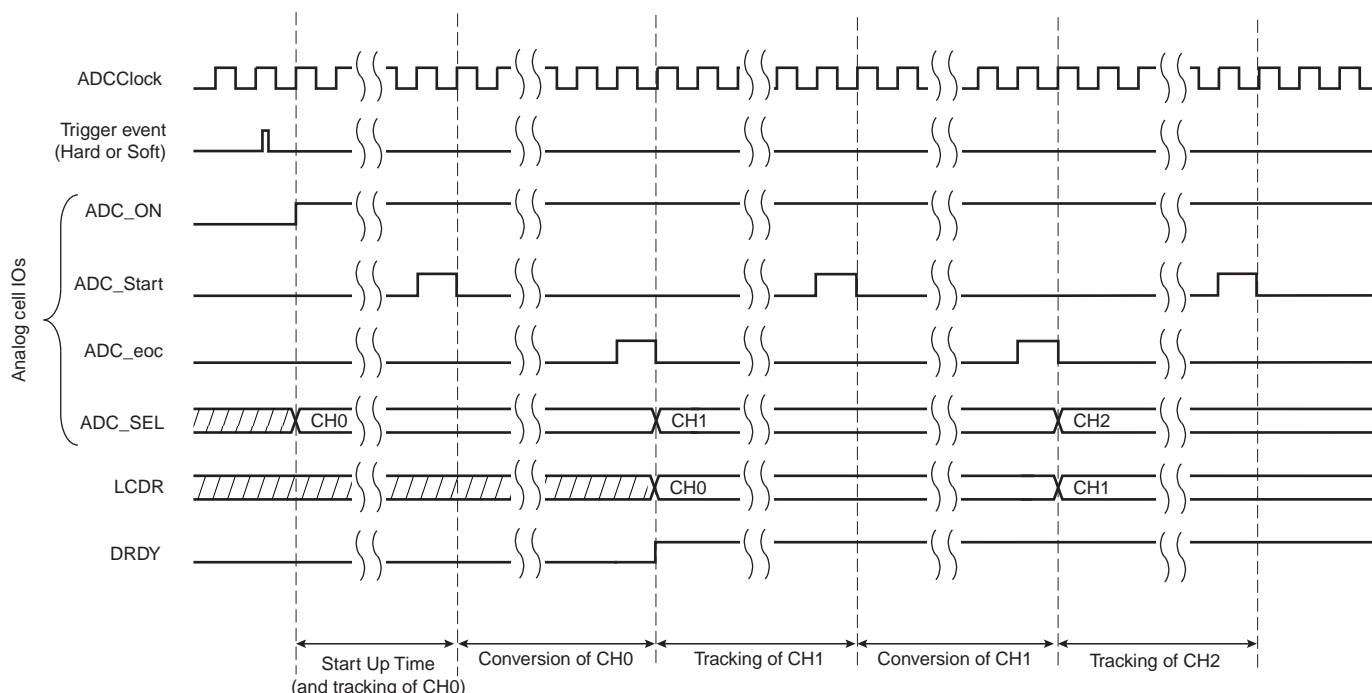 ADCClock
Trigger event
(Hard or Soft)
ADC_ON
ADC_Start
ADC_eoc
Analog cell IOs
ADC_SEL
CH0
CH1
CH2
LCDR
CH0
CH1
DRDY
Start Up Time
(and tracking of CH0)
Conversion of CH0
Tracking of CH1
Conversion of CH1
Tracking of CH2